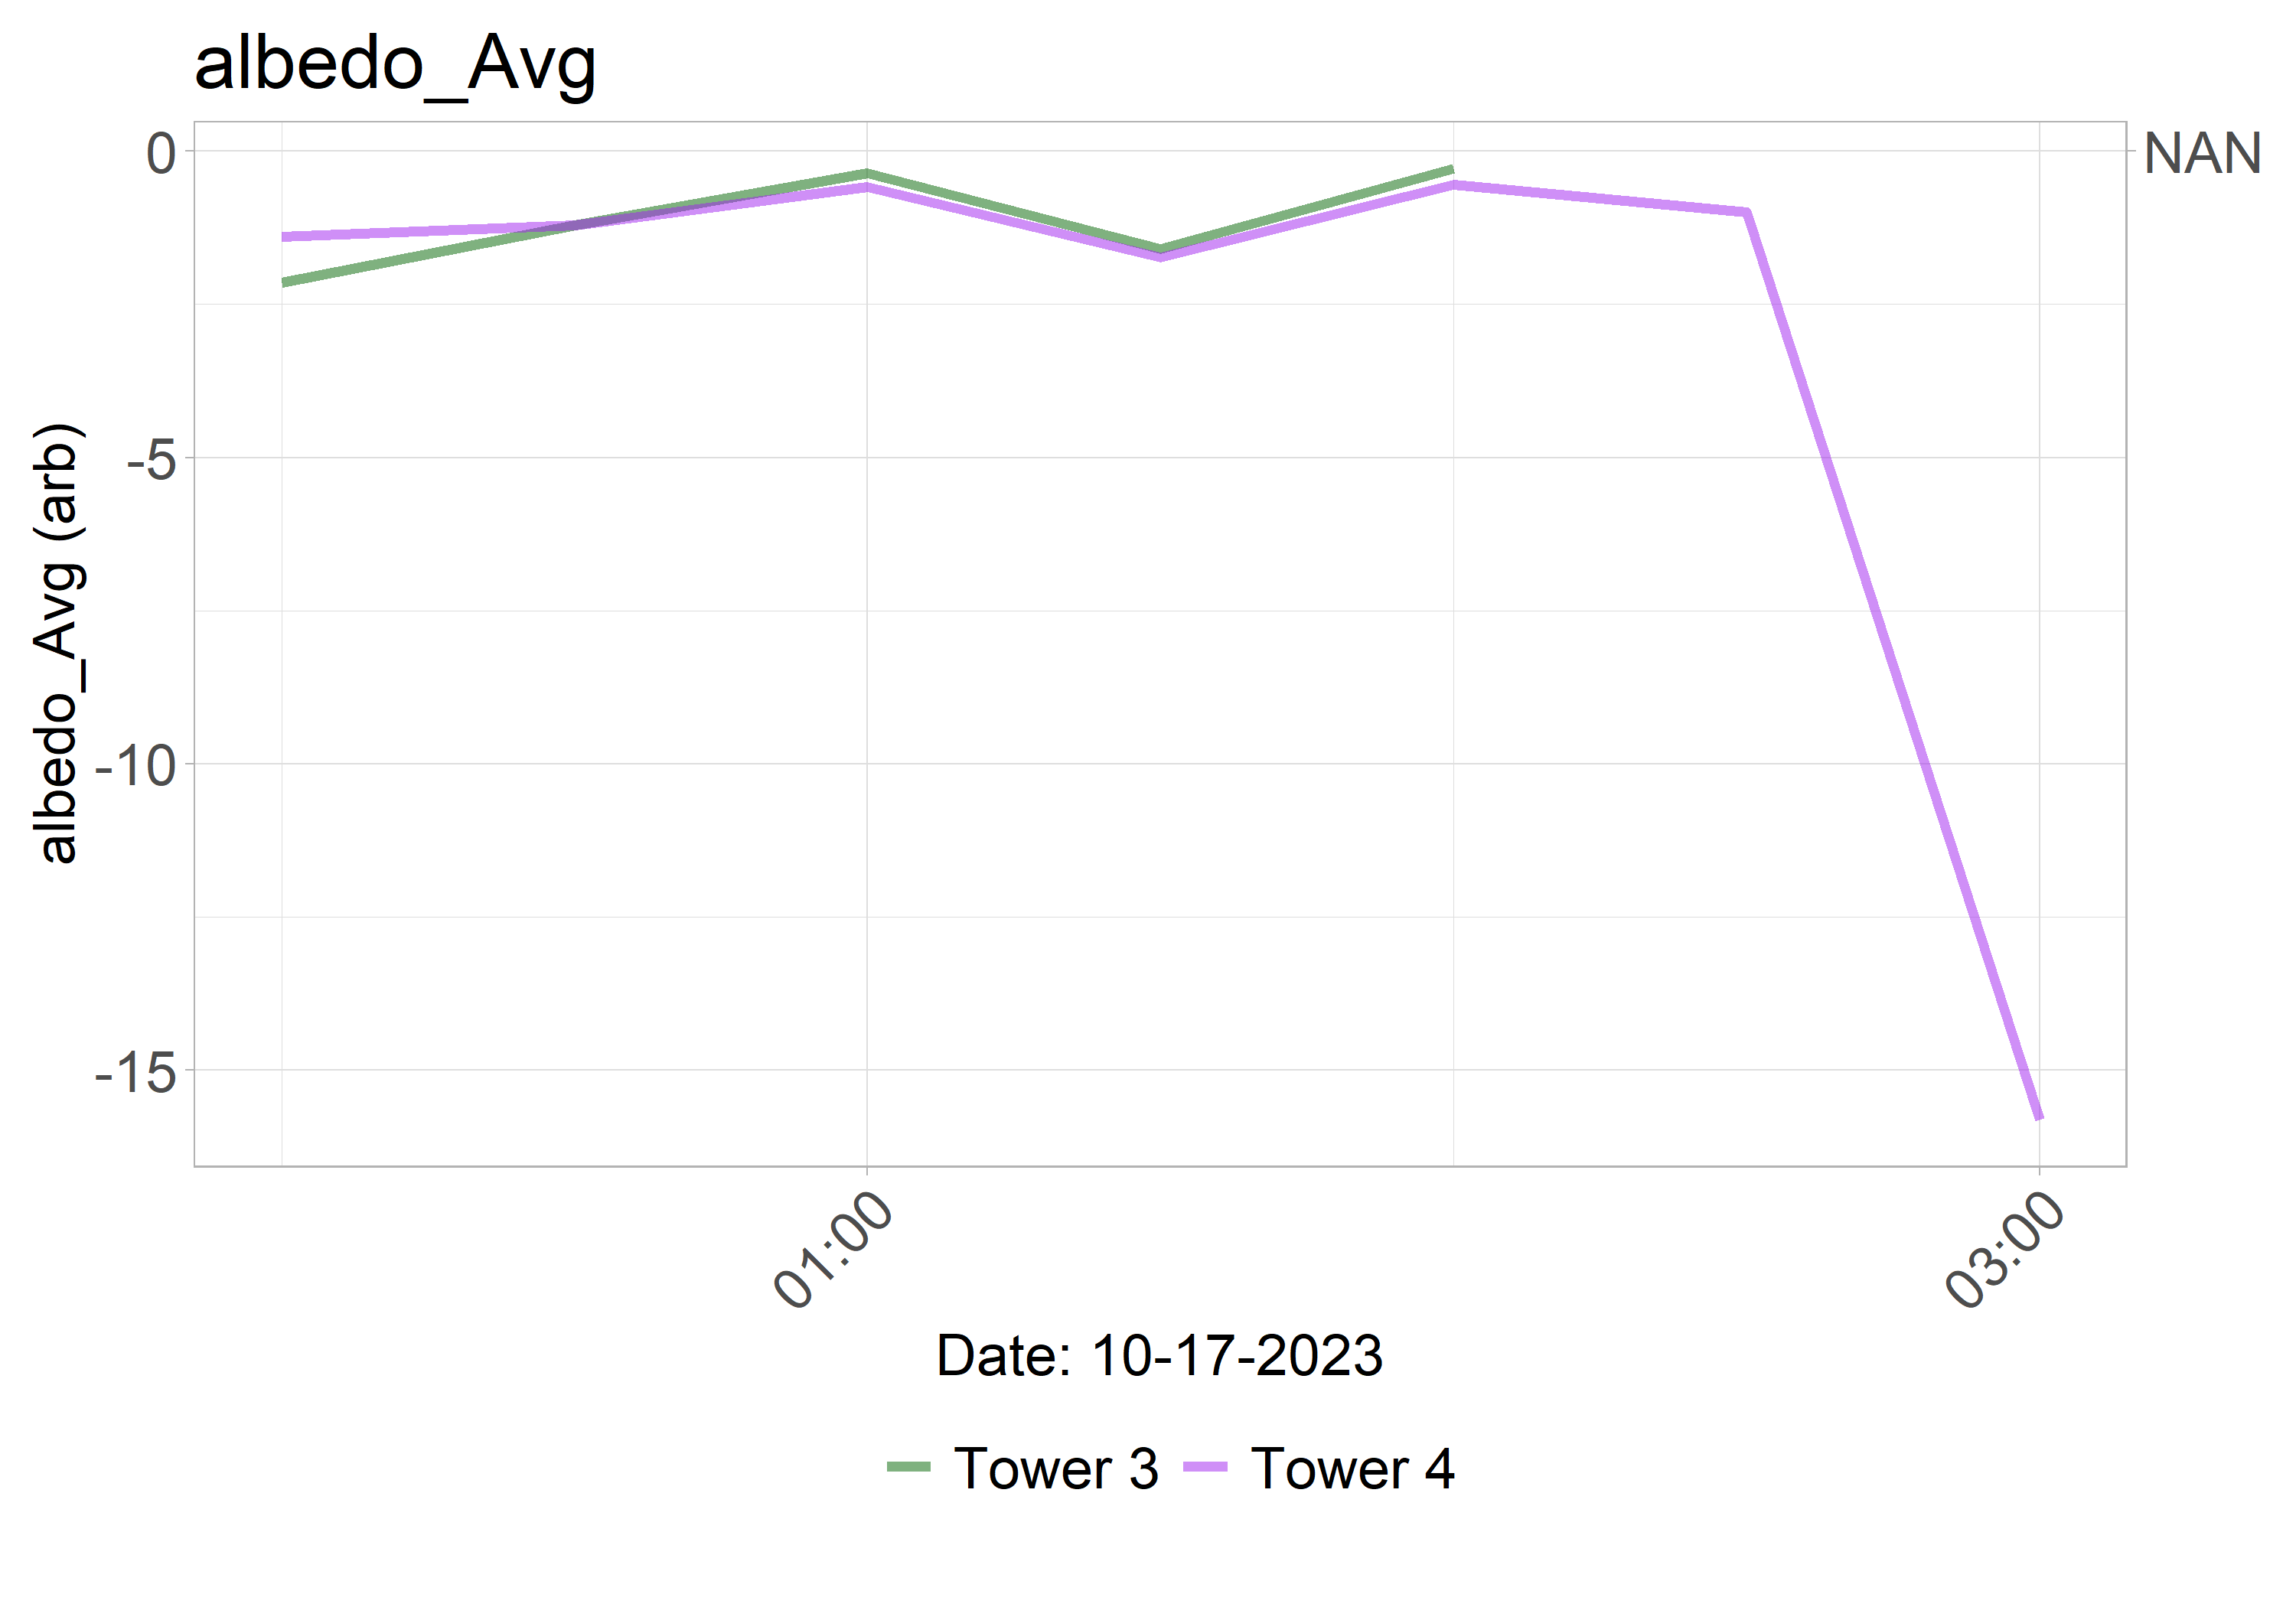 albedo_Avg
0
NAN
-5
-10
-15
albedo_Avg (arb)
01:00
03:00
Date: 10-17-2023
Tower 3
Tower 4